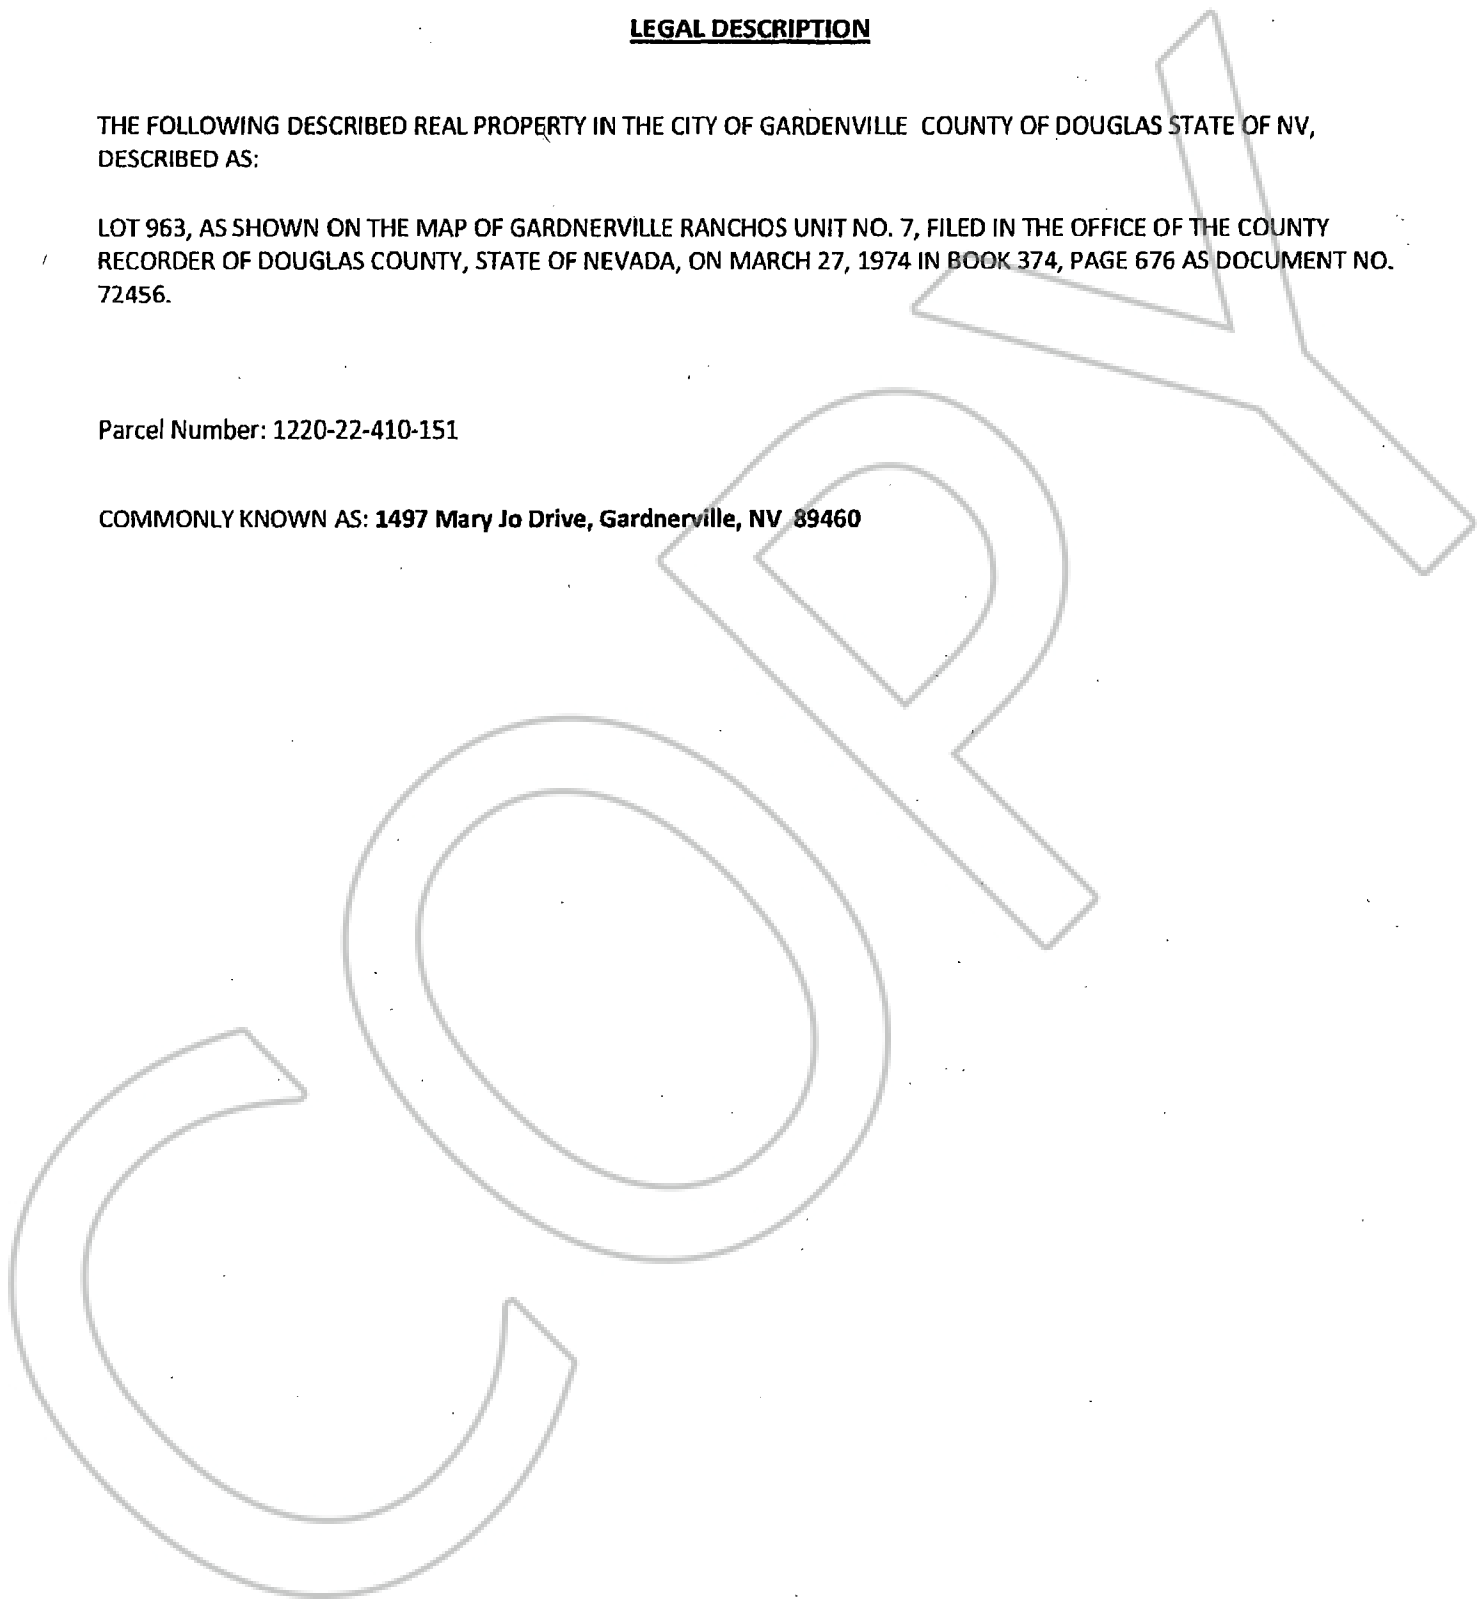 LEGAL DESCRIPTION
THE FOLLOWING DESCRIBED REAL PROPERTY IN THE CITY OF GARDENVILLE COUNTY OF DOUGLAS STATE OF NV,
DESCRIBED AS:
LOT 963, AS SHOWN ON THE MAP OF GARDNERVILLE RANCHOS UNIT NO. 7, FILED IN THE OFFICE OF THE COUNTY
RECORDER OF DOUGLAS COUNTY, STATE OF NEVADA, ON MARCH 27, 1974 IN BOOK 374, PAGE 676 AS DOCUMENT NO.
72456.
Parcel Number: 1220-22-410-151
COMMONLY KNOWN AS: 1497 Mary Jo Drive, Gardnerville, NV 89460
COPY